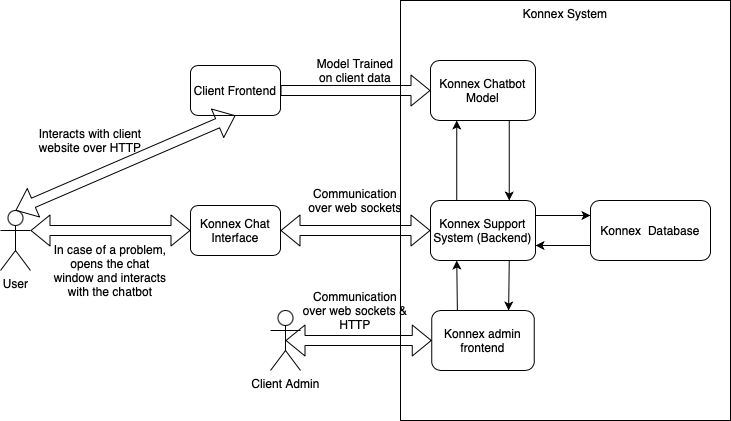 Konnex System
Model Trained
on client data
Client Frontend
Konnex Chatbot
Model
Interacts with client
website over HTTP
Communication
over web sockets
Konnex Chat
Interface
Konnex Support
System (Backend)
Konnex  Database
In case of a problem,
opens the chat
window and interacts
with the chatbot
User
Communication
over web sockets &
HTTP
Konnex admin
frontend
Client Admin